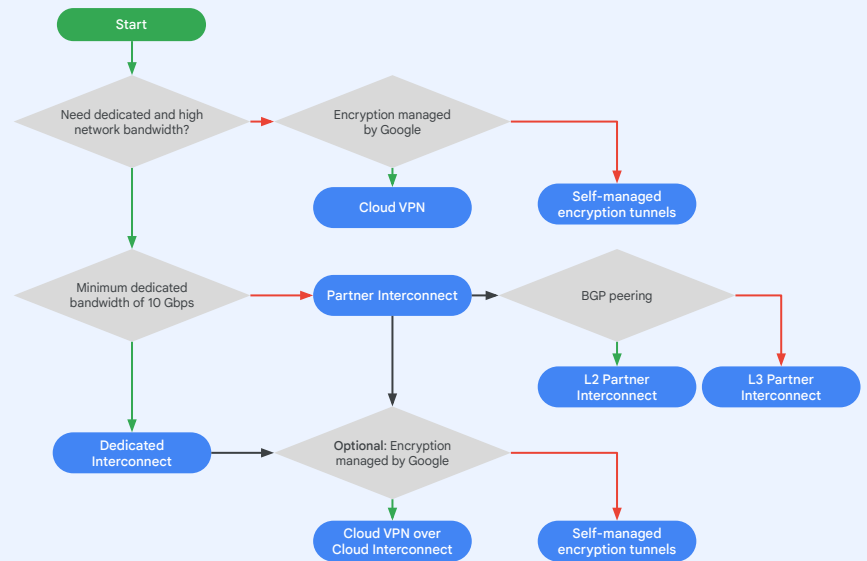 Start
Need dedicated and high
network bandwidth?
Encryption managed
by Google
Cloud VPN
Self-managed
encryption tunnels
Minimum dedicated
bandwidth of 10 Gbps
Partner Interconnect
BGP peering
L2 Partner
Interconnect
L3 Partner
Interconnect
Dedicated
Interconnect
Optional: Encryption
managed by Google
Cloud VPN over
Cloud Interconnect
Self-managed
encryption tunnels